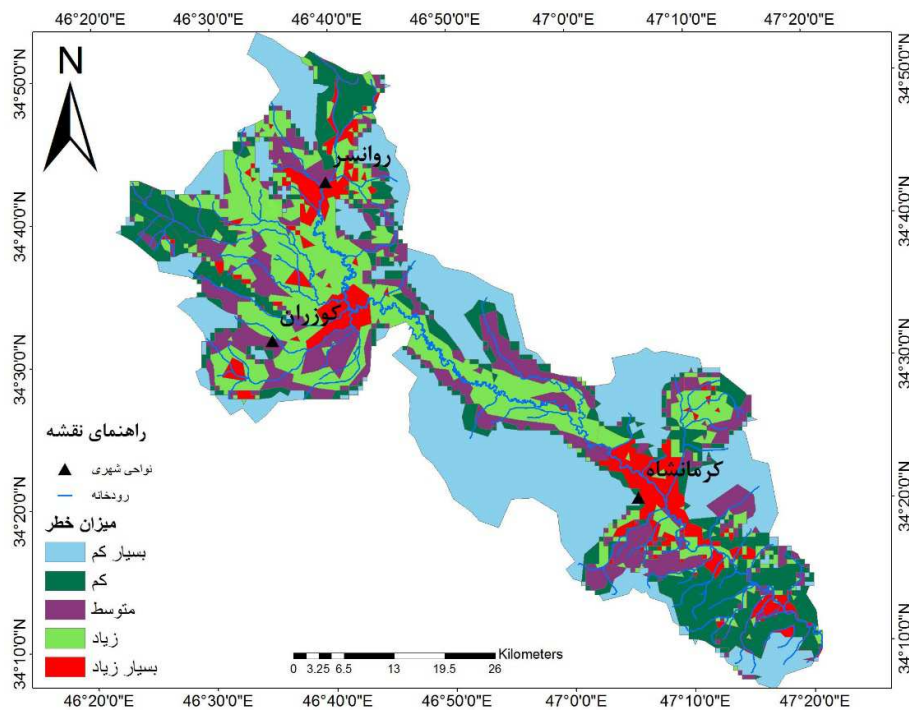 46°20'0"E 46°30'0"E 46°40'0"E 46°50'0"E 47°0'0"E 47°10'0"E 47°20'0"E
N
34°50'0"N 34°50'0"N
روانسر
34°40'0"N 34°40'0"N
کوزران
34°30'0"N 34°30'0"N
راهنمای نقشه
کرمانشاه
نواحی شهری
رودخانه
34°20'0"N 34°20'0"N
میزان خطر
بسیار کم
کم
متوسط
زیاد
بسیار زیاد
34°10'0"N 34°10'0"N
Kilometers
0 3.25 6.5 13 19.5 26
46°20'0"E 46°30'0"E 46°40'0"E 46°50'0"E 47°0'0"E 47°10'0"E 47°20'0"E